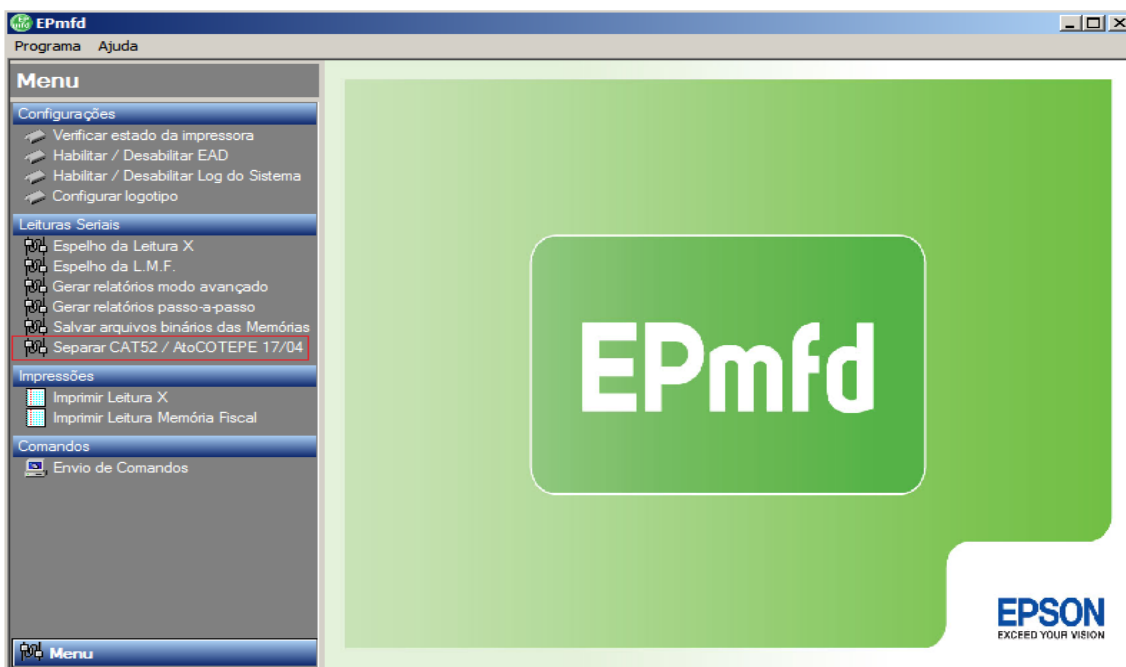 EPmfd
Programa Ajuda
Menu
Configurações
Verificar estado da impressora
Habilitar / Desabilitar EAD
Habilitar / Desabilitar Log do Sistema
Configurar logotipo
Leituras Seriais
Espelho da Leitura X
Espelho da L.M.F.
Gerar relatórios modo avançado
Gerar relatórios passo-a-passo
Salvar arquivos binários das Memórias
Separar CAT52 / AtoCOTEPE 17/04
Impressões
Imprimir Leitura X
Imprimir Leitura Memória Fiscal
Comandos
Envio de Comandos
Menu
EPmfd
EPSON
EXCEED YOUR VISION